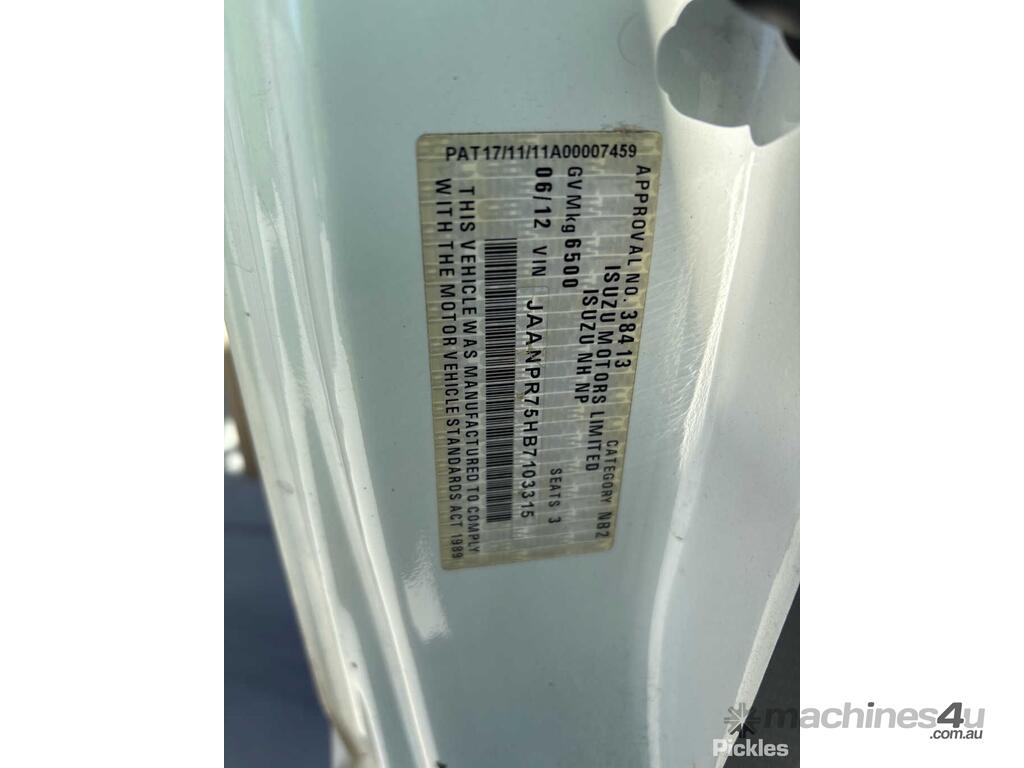 PAT17/11/11A00007459
APPROVAL NO. 38413 CATEGORY NB2
ISUZU MOTORS LIMITED
ISUZU NH NP
GVMkg 6500 SEATS 3
06/12 VIN JAANPR75HB7103315
THIS VEHICLE WAS MANUFACTURED TO COMPLY
WITH THE MOTOR VEHICLE STANDARDS ACT 1989
machines4u
.com.au
Pickles